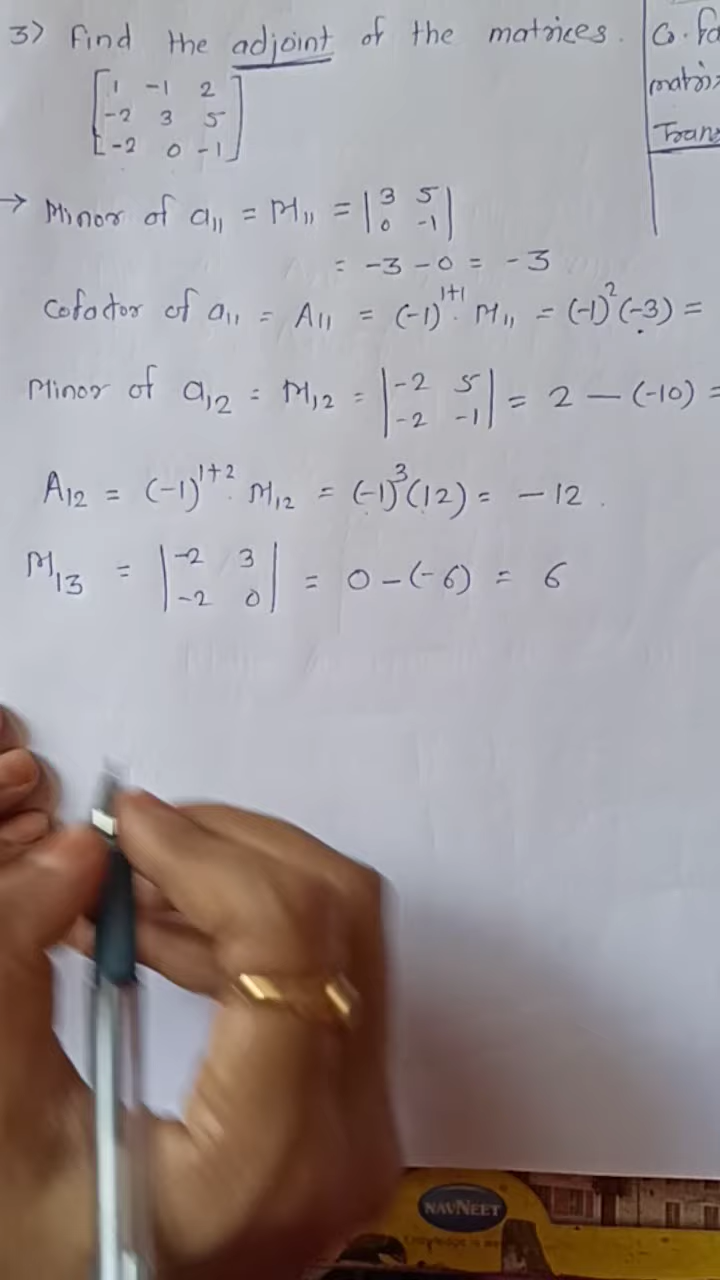 3) Find the adjoint of the matrices.
[1 -1 2
-2 3 5
-2 0 -1]
→ Minor of a₁₁ = M₁₁ = |3 5
0 -1|
= -3 - 0 = -3
Cofactor of a₁₁ = A₁₁ = (-1)¹⁺¹. M₁₁ = (-1)²(-3) =
Minor of a₁₂ = M₁₂ = |-2 5
-2 -1| = 2 - (-10) =
A₁₂ = (-1)¹⁺². M₁₂ = (-1)³(12) = -12.
M₁₃ = |-2 3
-2 0| = 0 - (-6) = 6
NAVNEET